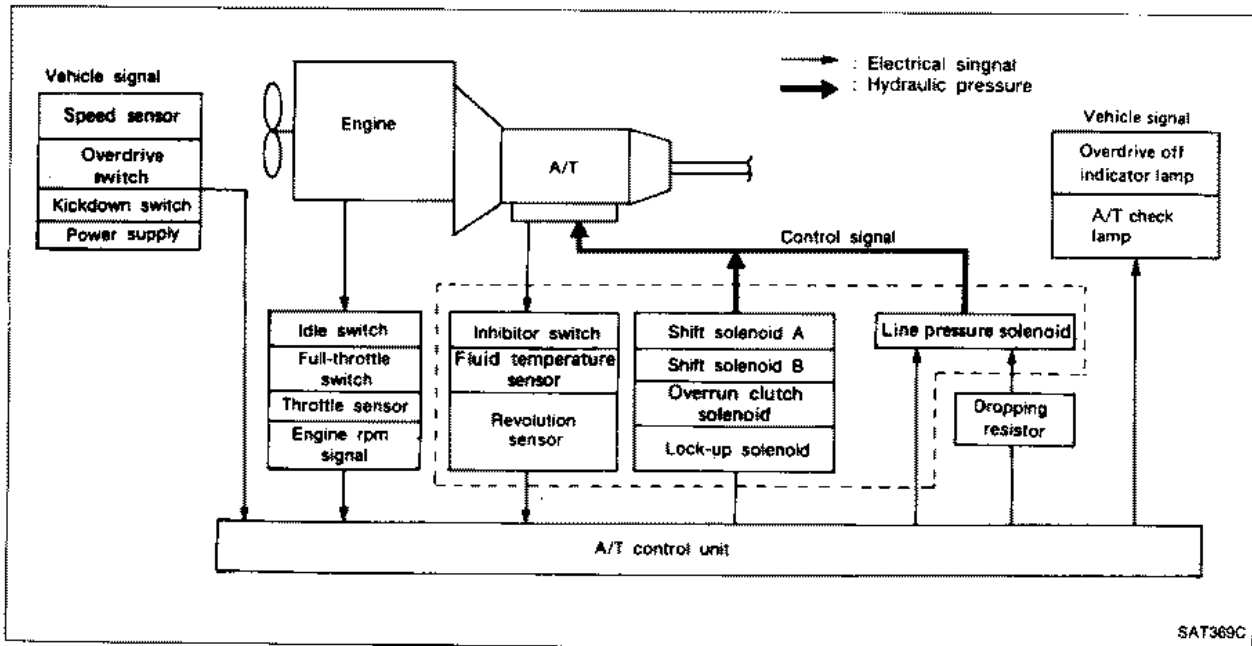 Vehicle signal
Speed sensor
Overdrive
switch
Kickdown switch
Power supply
Engine
A/T
: Electrical singnal
: Hydraulic pressure
Vehicle signal
Overdrive off
indicator lamp
A/T check
lamp
Control signal
Idle switch
Full-throttle
switch
Throttle sensor
Engine rpm
signal
Inhibitor switch
Fluid temperature
sensor
Revolution
sensor
Shift solenoid A
Shift solenoid B
Overrun clutch
solenoid
Lock-up solenoid
Line pressure solenoid
Dropping
resistor
A/T control unit
SAT369C